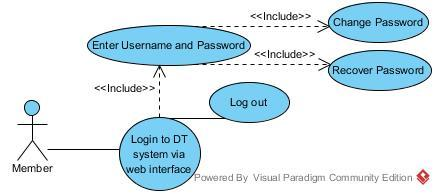 <<Include>>
Change Password
Enter Username and Password
<<Include>>
Recover Password
<<Include>>
Log out
Login to DT
system via
web interface
Member
Powered By Visual Paradigm Community Edition